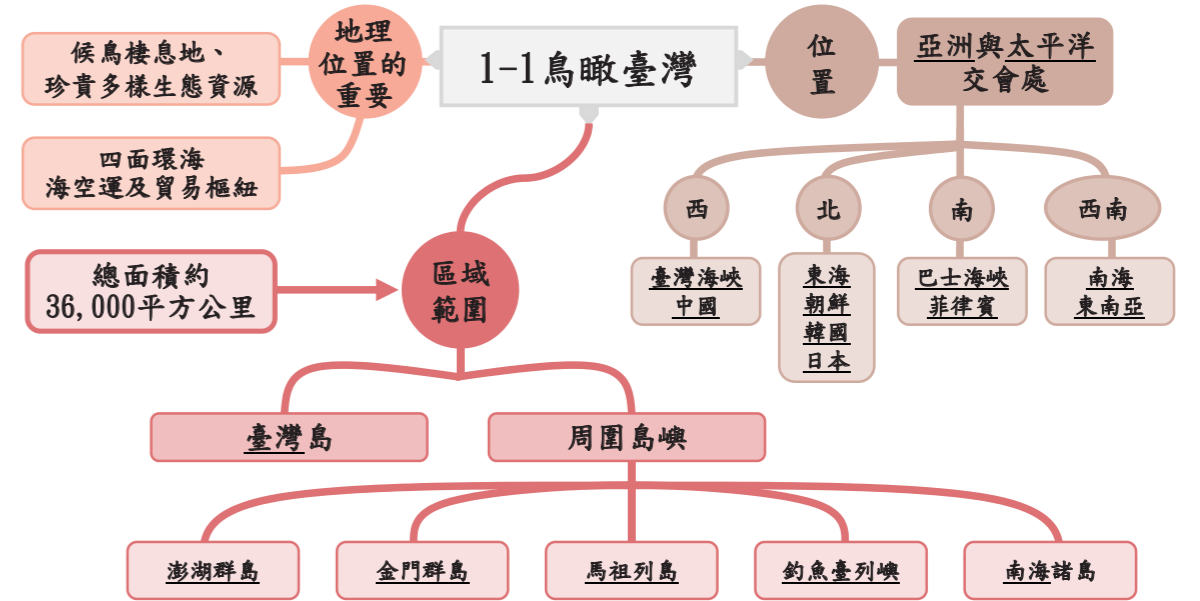 1-1鳥瞰臺灣
地理
位置的
重要
候鳥棲息地、
珍貴多樣生態資源
四面環海
海空運及貿易樞紐
位
置
亞洲與太平洋
交會處
西
臺灣海峽
中國
北
東海
朝鮮
韓國
日本
南
巴士海峽
菲律賓
西南
南海
東南亞
區域
範圍
總面積約
36,000平方公里
臺灣島
周圍島嶼
澎湖群島
金門群島
馬祖列島
釣魚臺列嶼
南海諸島